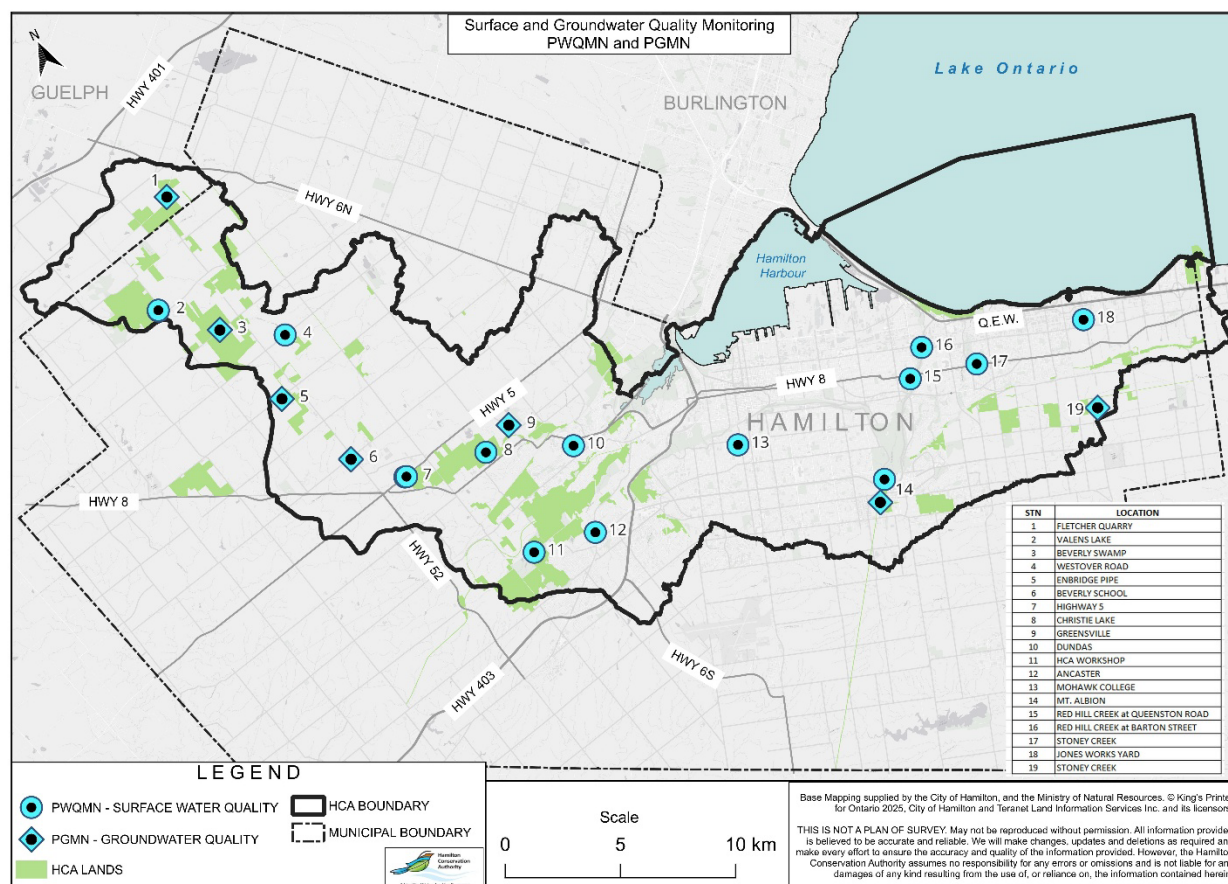 Surface and Groundwater Quality Monitoring
PWQMN and PGMN
N
GUELPH
HWY 401
BURLINGTON
Lake Ontario
HWY 6N
Hamilton
Harbour
1
2
3
4
5
6
7
8
9
10
11
12
13
14
15
16
17
18
19
Q.E.W.
HWY 5
HWY 8
HAMILTON
HWY 8
HWY 52
HWY 403
HWY 6S
STN LOCATION
1 FLETCHER QUARRY
2 VALENS LAKE
3 BEVERLY SWAMP
4 WESTOVER ROAD
5 ENBRIDGE PIPE
6 BEVERLY SCHOOL
7 HIGHWAY 5
8 CHRISTIE LAKE
9 GREENSVILLE
10 DUNDAS
11 HCA WORKSHOP
12 ANCASTER
13 MOHAWK COLLEGE
14 MT. ALBION
15 RED HILL CREEK at QUEENSTON ROAD
16 RED HILL CREEK at BARTON STREET
17 STONEY CREEK
18 JONES WORKS YARD
19 STONEY CREEK
LEGEND
PWQMN - SURFACE WATER QUALITY
PGMN - GROUNDWATER QUALITY
HCA LANDS
HCA BOUNDARY
MUNICIPAL BOUNDARY
Hamilton
Conservation
Authority
Scale
0 5 10 km
Base Mapping supplied by the City of Hamilton, and the Ministry of Natural Resources. © King's Printe
for Ontario 2025, City of Hamilton and Teranet Land Information Services Inc. and its licensors
THIS IS NOT A PLAN OF SURVEY. May not be reproduced without permission. All information provide
is believed to be accurate and reliable. We will make changes, updates and deletions as required an
make every effort to ensure the accuracy and quality of the information provided. However, the Hamilto
Conservation Authority assumes no responsibility for any errors or omissions and is not liable for an
damages of any kind resulting from the use of, or reliance on, the information contained herei